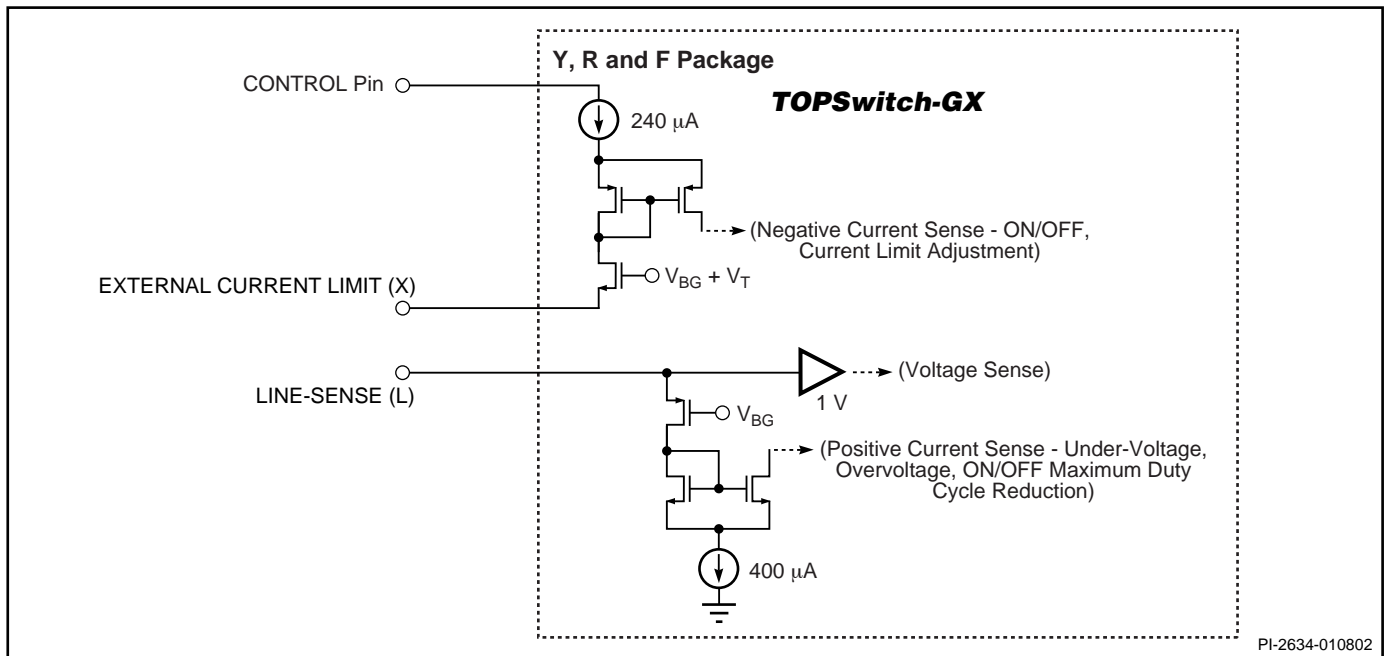 Y, R and F Package
TOPSwitch-GX
CONTROL Pin
240 μA
(Negative Current Sense - ON/OFF,
Current Limit Adjustment)
VBG + VT
EXTERNAL CURRENT LIMIT (X)
(Voltage Sense)
1 V
LINE-SENSE (L)
VBG
(Positive Current Sense - Under-Voltage,
Overvoltage, ON/OFF Maximum Duty
Cycle Reduction)
400 μA
PI-2634-010802